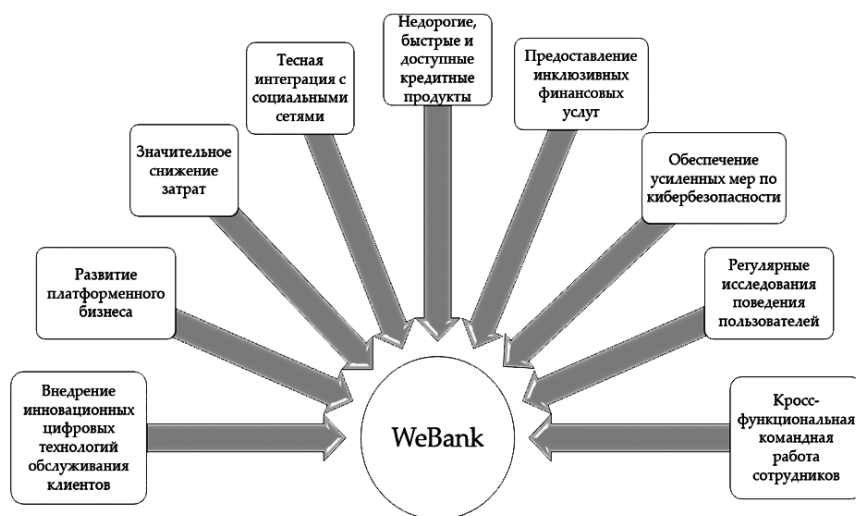 Недорогие,
быстрые и
доступные
кредитные
продукты
Тесная
интеграция с
социальными
сетями
Предоставление
инклюзивных
финансовых
услуг
Значительное
снижение
затрат
Обеспечение
усиленных мер по
кибербезопасности
Развитие
платформенного
бизнеса
Регулярные
исследования
поведения
пользователей
Внедрение
инновационных
цифровых
технологий
обслуживания
клиентов
WeBank
Кросс-
функциональная
командная
работа
сотрудников